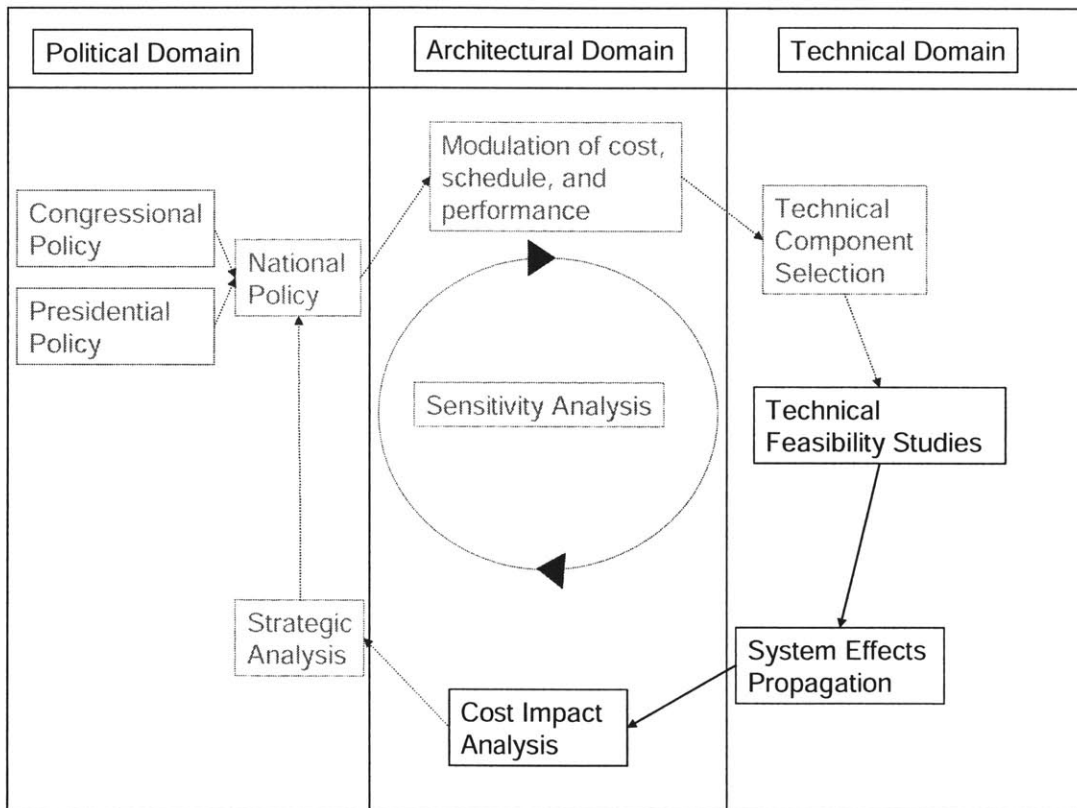 Political Domain
Architectural Domain
Technical Domain
Modulation of cost,
schedule, and
performance
Congressional
Policy
Technical
Component
Selection
National
Policy
Presidential
Policy
Sensitivity Analysis
Technical
Feasibility Studies
Strategic
Analysis
System Effects
Propagation
Cost Impact
Analysis